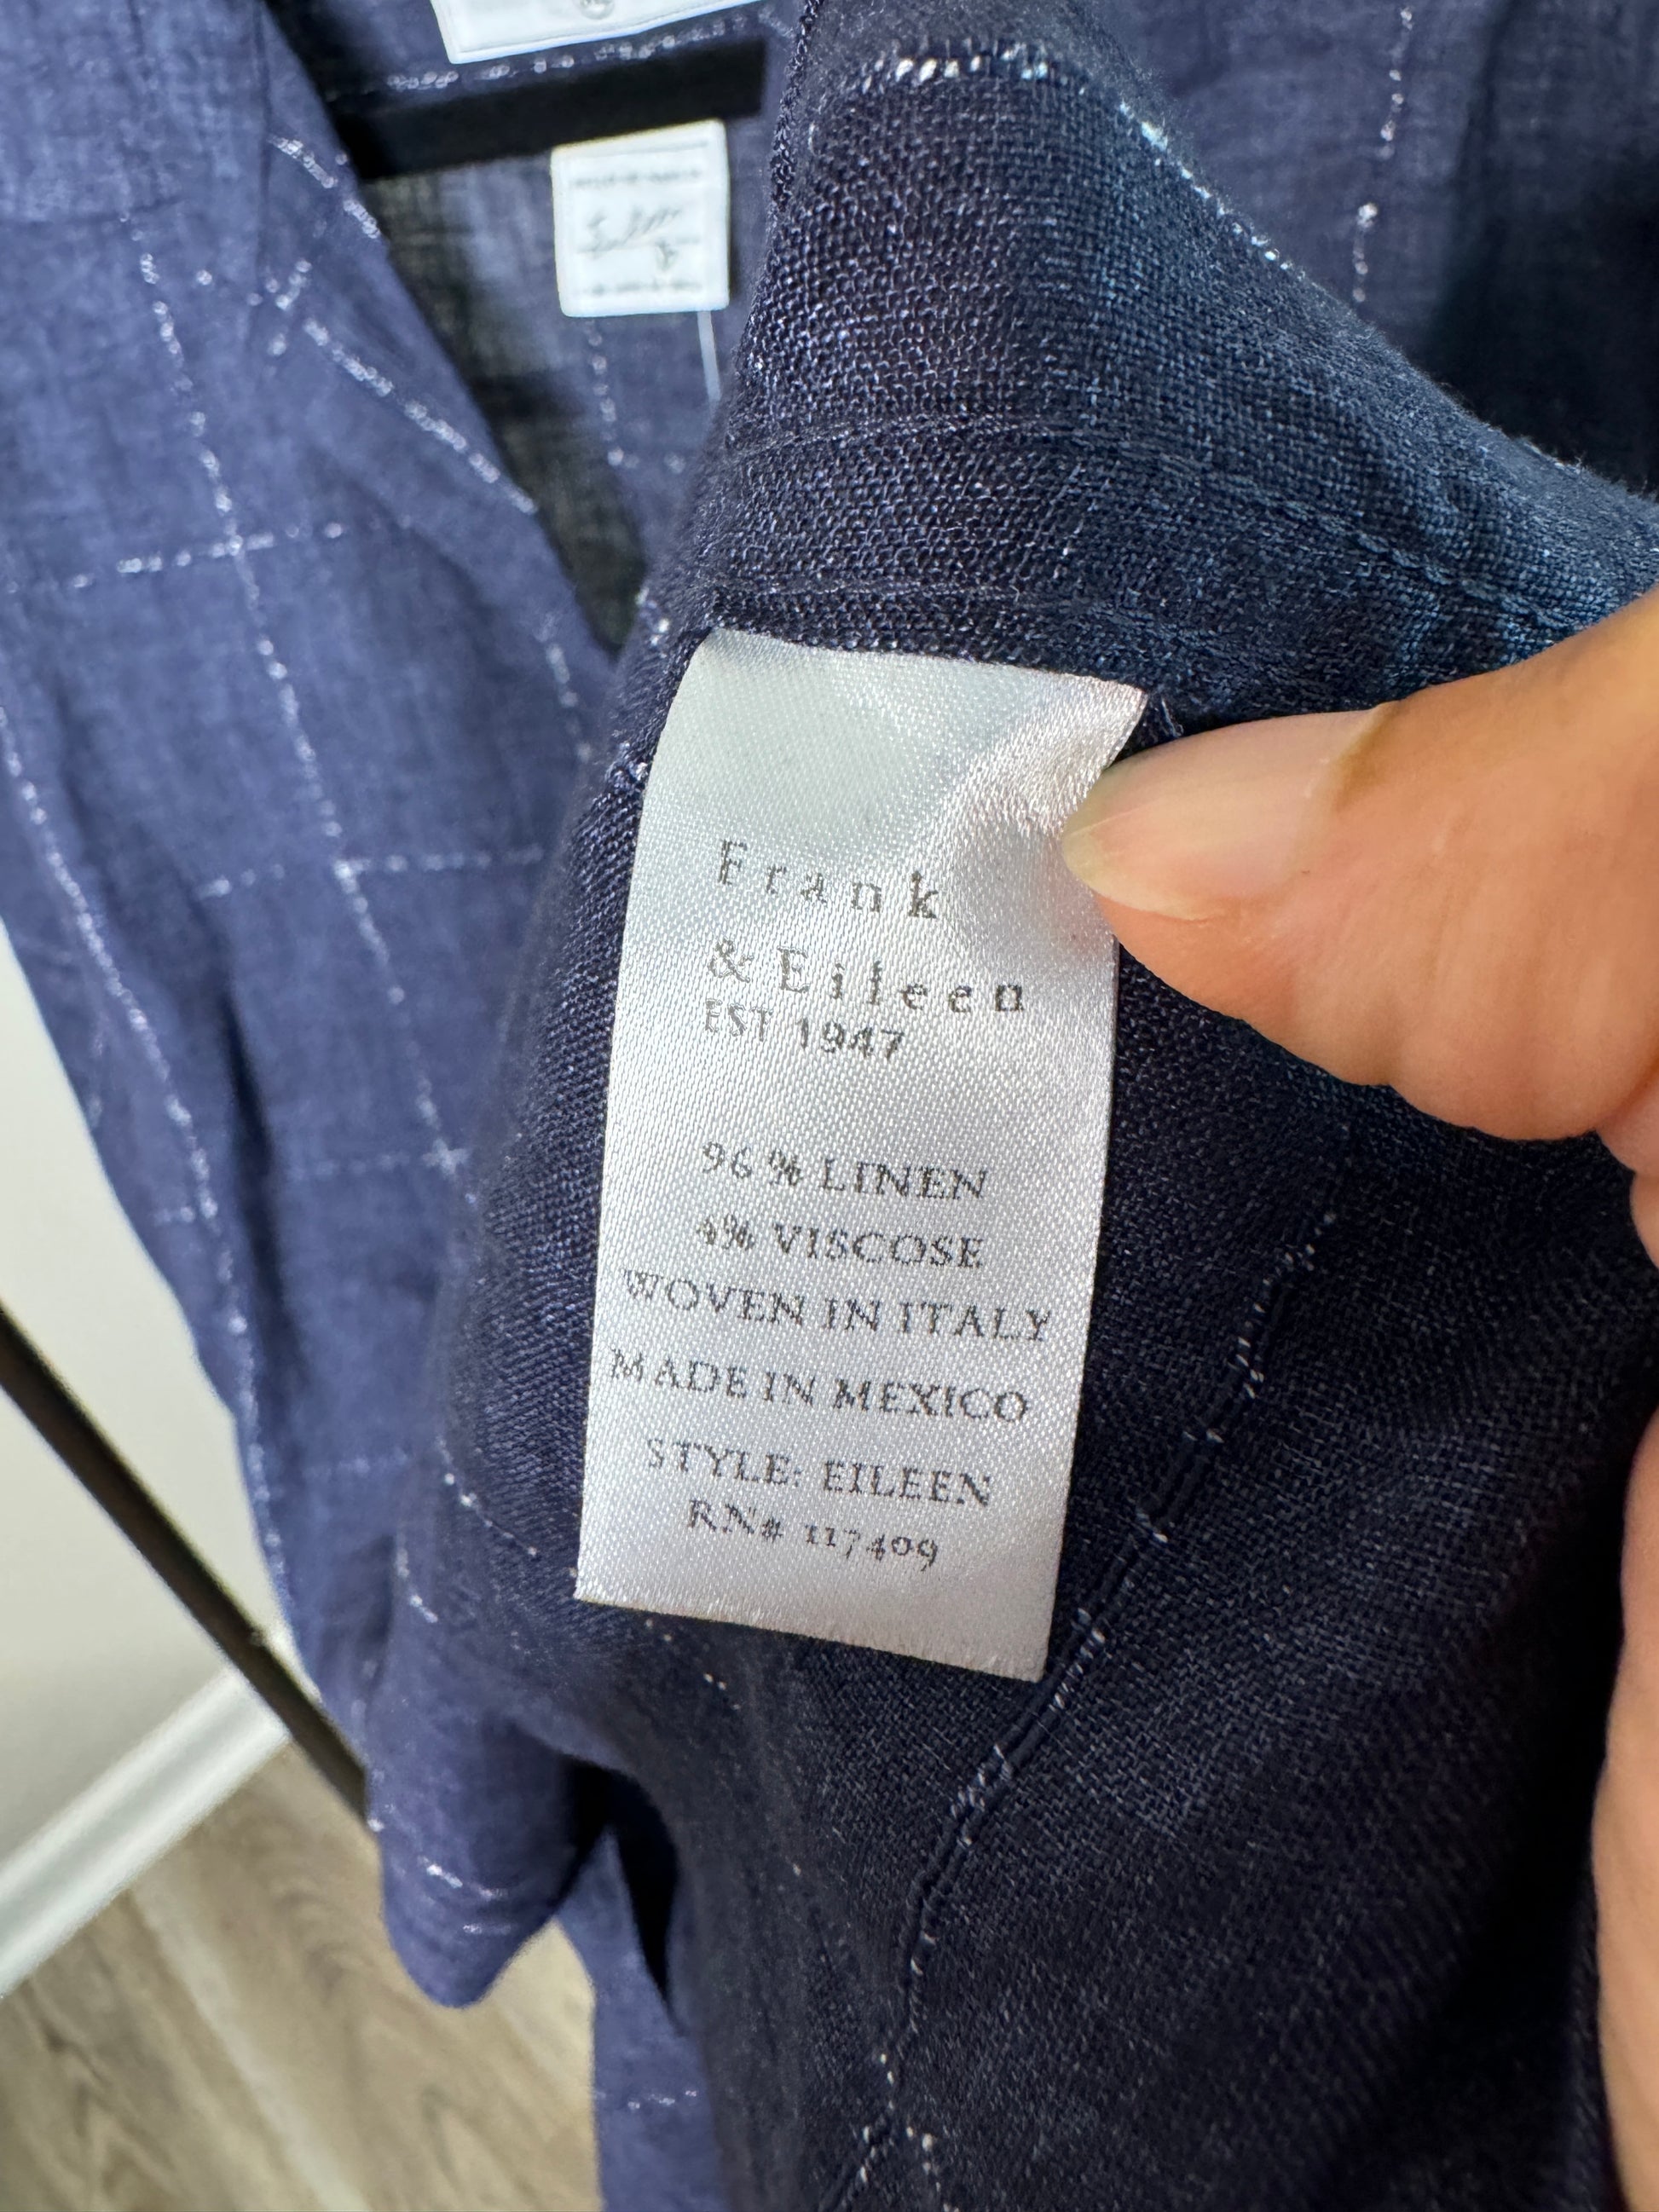 Frank
& Eileen
EST 1947
96% LINEN
4% VISCOSE
WOVEN IN ITALY
MADE IN MEXICO
STYLE: EILEEN
RN# 117409